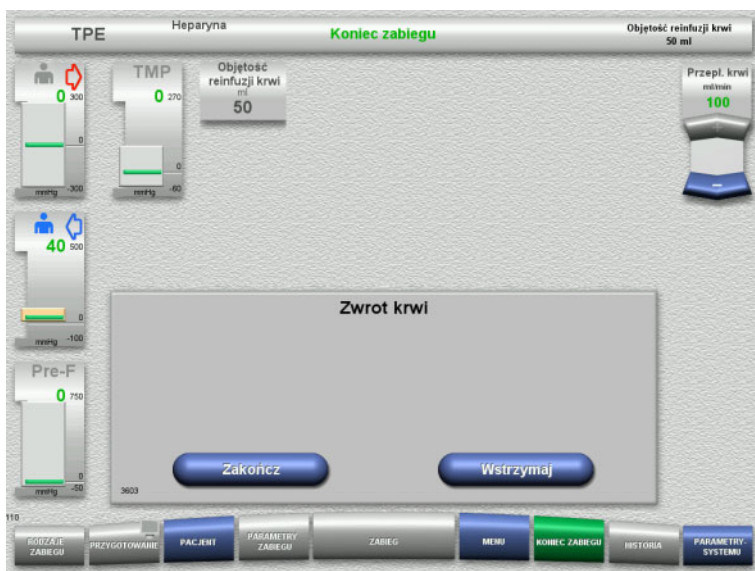 TPE
Heparyna
Koniec zabiegu
Objętość reinfuzji krwi
50 ml
0
300
0
mmHg
-300
TMP
0
270
0
mmHg
-60
Objętość
reinfuzji krwi
ml
50
Przepł. krwi
ml/min
100
+
−
40
500
0
mmHg
-100
Pre-F
0
750
0
mmHg
-50
Zwrot krwi
Zakończ
Wstrzymaj
3603
110
RODZAJE
ZABIEGU
PRZYGOTOWANIE
PACJENT
PARAMETRY
ZABIEGU
ZABIEG
MENU
KONIEC ZABIEGU
HISTORIA
PARAMETRY-
SYSTEMU